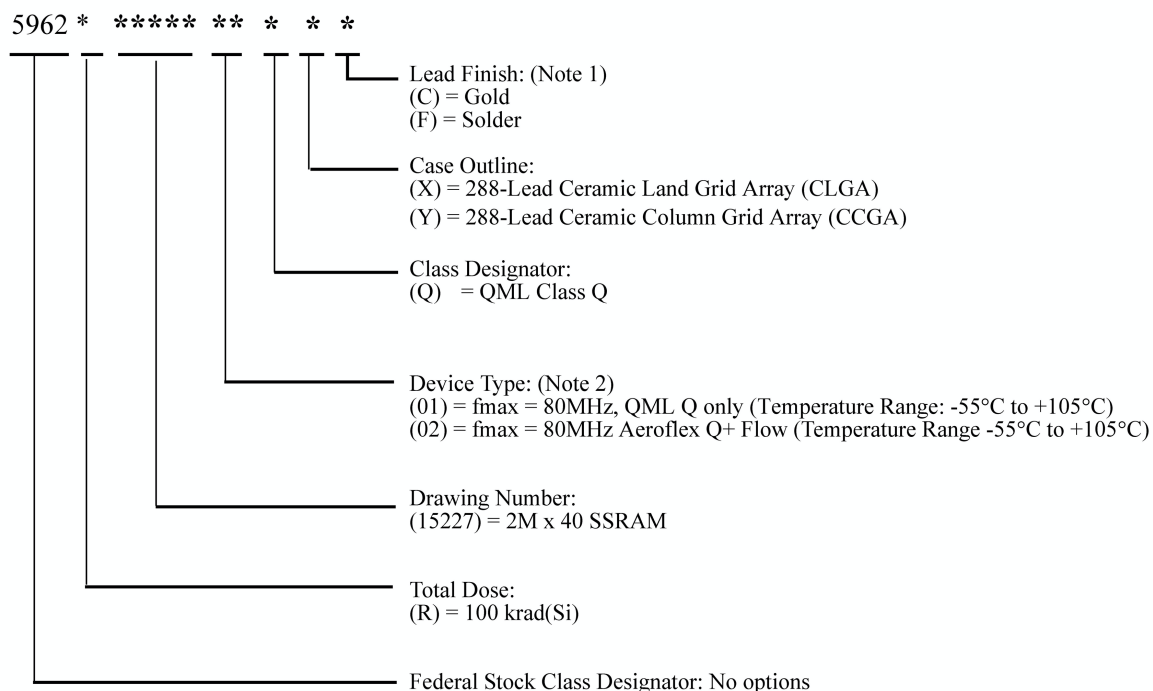 5962 * ***** ** * * *
Lead Finish: (Note 1)
(C) = Gold
(F) = Solder
Case Outline:
(X) = 288-Lead Ceramic Land Grid Array (CLGA)
(Y) = 288-Lead Ceramic Column Grid Array (CCGA)
Class Designator:
(Q) = QML Class Q
Device Type: (Note 2)
(01) = fmax = 80MHz, QML Q only (Temperature Range: -55°C to +105°C)
(02) = fmax = 80MHz Aeroflex Q+ Flow (Temperature Range -55°C to +105°C)
Drawing Number:
(15227) = 2M x 40 SSRAM
Total Dose:
(R) = 100 krad(Si)
Federal Stock Class Designator: No options